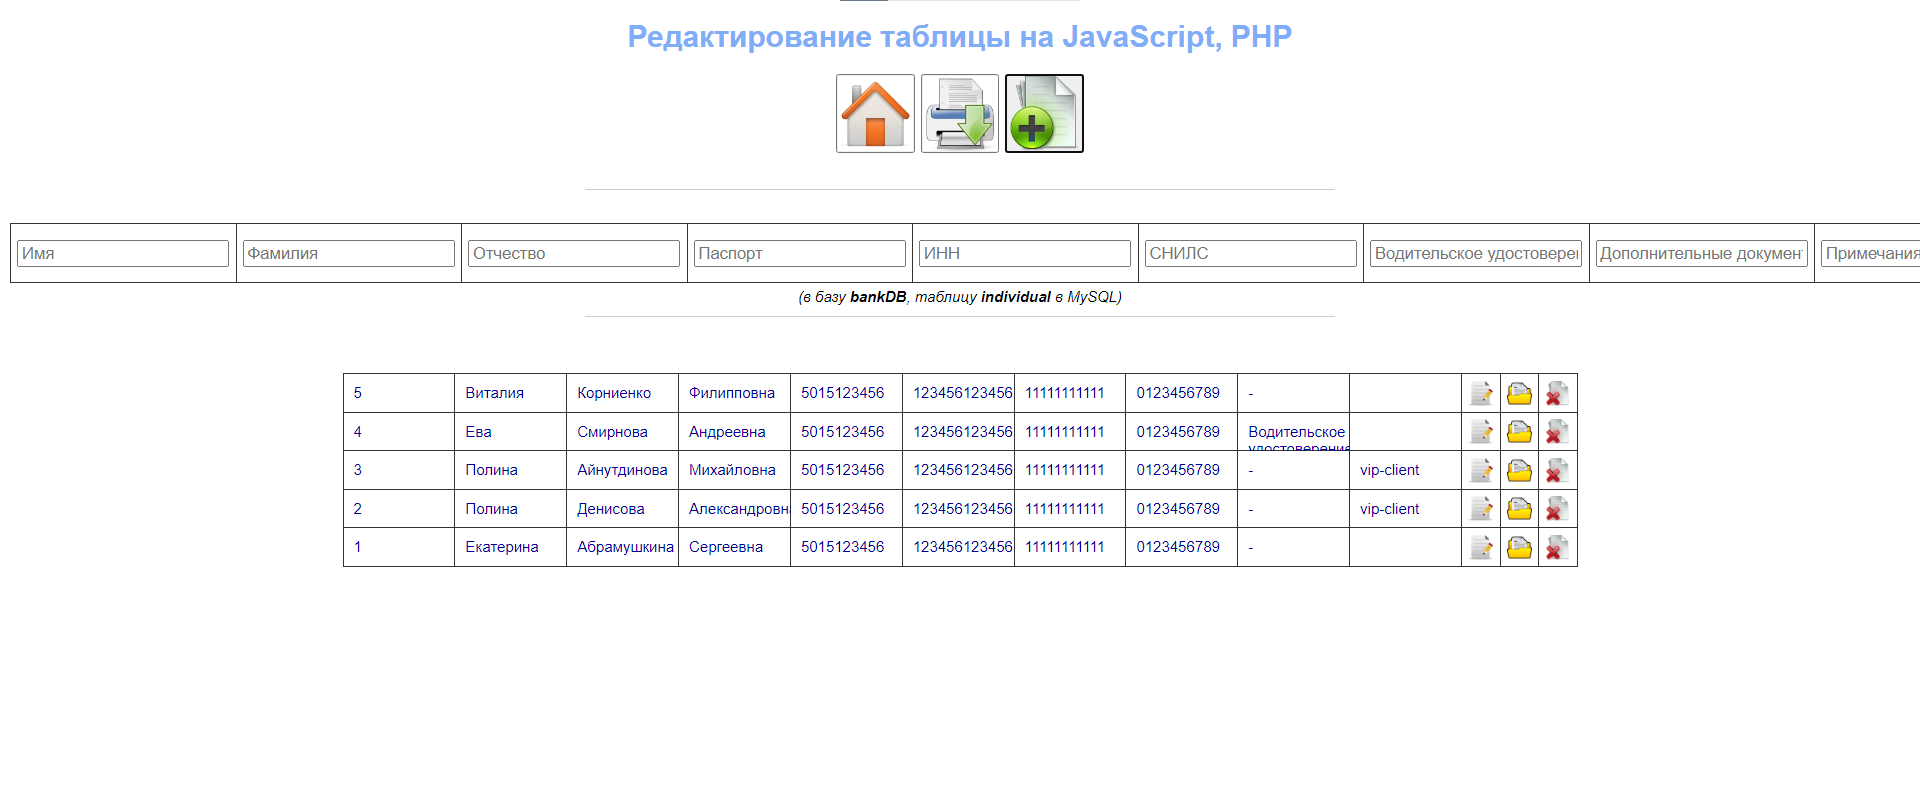 Редактирование таблицы на JavaScript, PHP
Имя Фамилия Отчество Паспорт ИНН СНИЛС Водительское удостоверен Дополнительные документ Примечания
(в базу bankDB, таблицу individual в MySQL)
5 Виталия Корниенко Филипповна 5015123456 123456123456 11111111111 0123456789 -
4 Ева Смирнова Андреевна 5015123456 123456123456 11111111111 0123456789 Водительское
удостоверение
3 Полина Айнутдинова Михайловна 5015123456 123456123456 11111111111 0123456789 - vip-client
2 Полина Денисова Александровн 5015123456 123456123456 11111111111 0123456789 - vip-client
1 Екатерина Абрамушкина Сергеевна 5015123456 123456123456 11111111111 0123456789 -